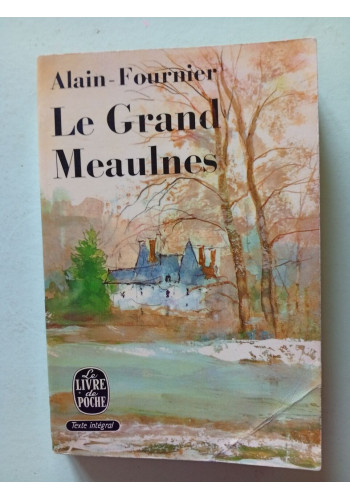 Alain-Fournier
Le Grand
Meaulnes
Le
LIVRE
de
POCHE
Texte intégral